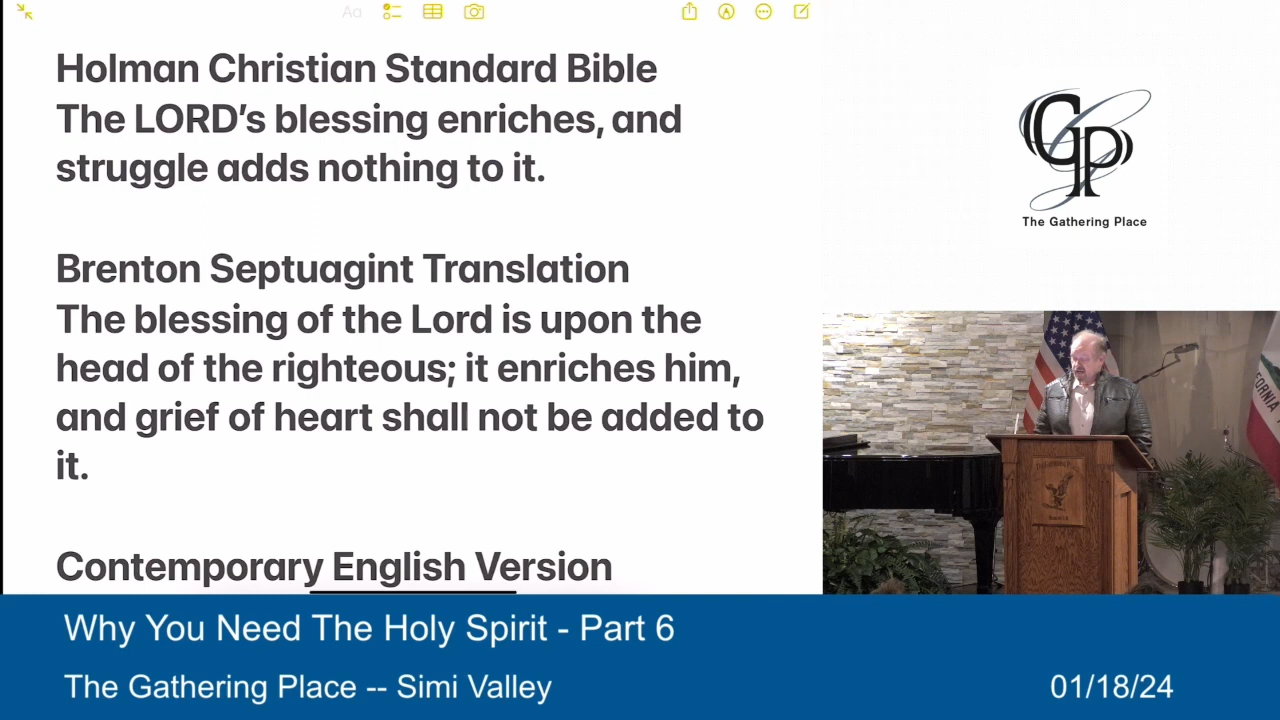 Holman Christian Standard Bible
The LORD’s blessing enriches, and
struggle adds nothing to it.
Brenton Septuagint Translation
The blessing of the Lord is upon the
head of the righteous; it enriches him,
and grief of heart shall not be added to
it.
Contemporary English Version
Aa
GP
The Gathering Place
Why You Need The Holy Spirit - Part 6
The Gathering Place -- Simi Valley
01/18/24